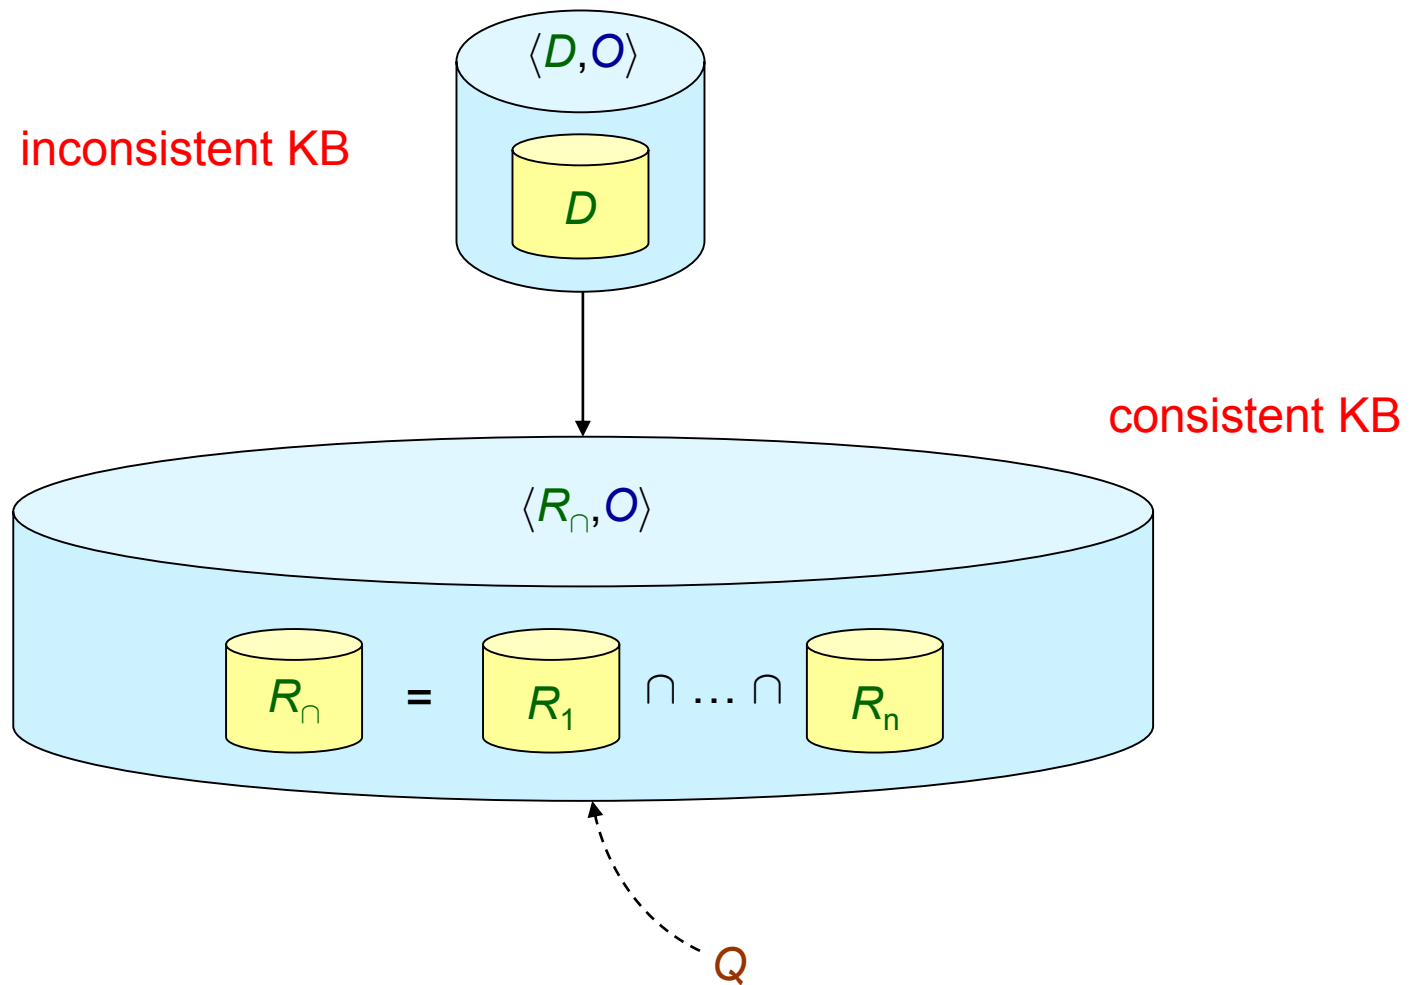 ⟨D,O⟩
inconsistent KB
D
consistent KB
⟨R∩,O⟩
R∩ = R1 ∩ … ∩ Rn
Q